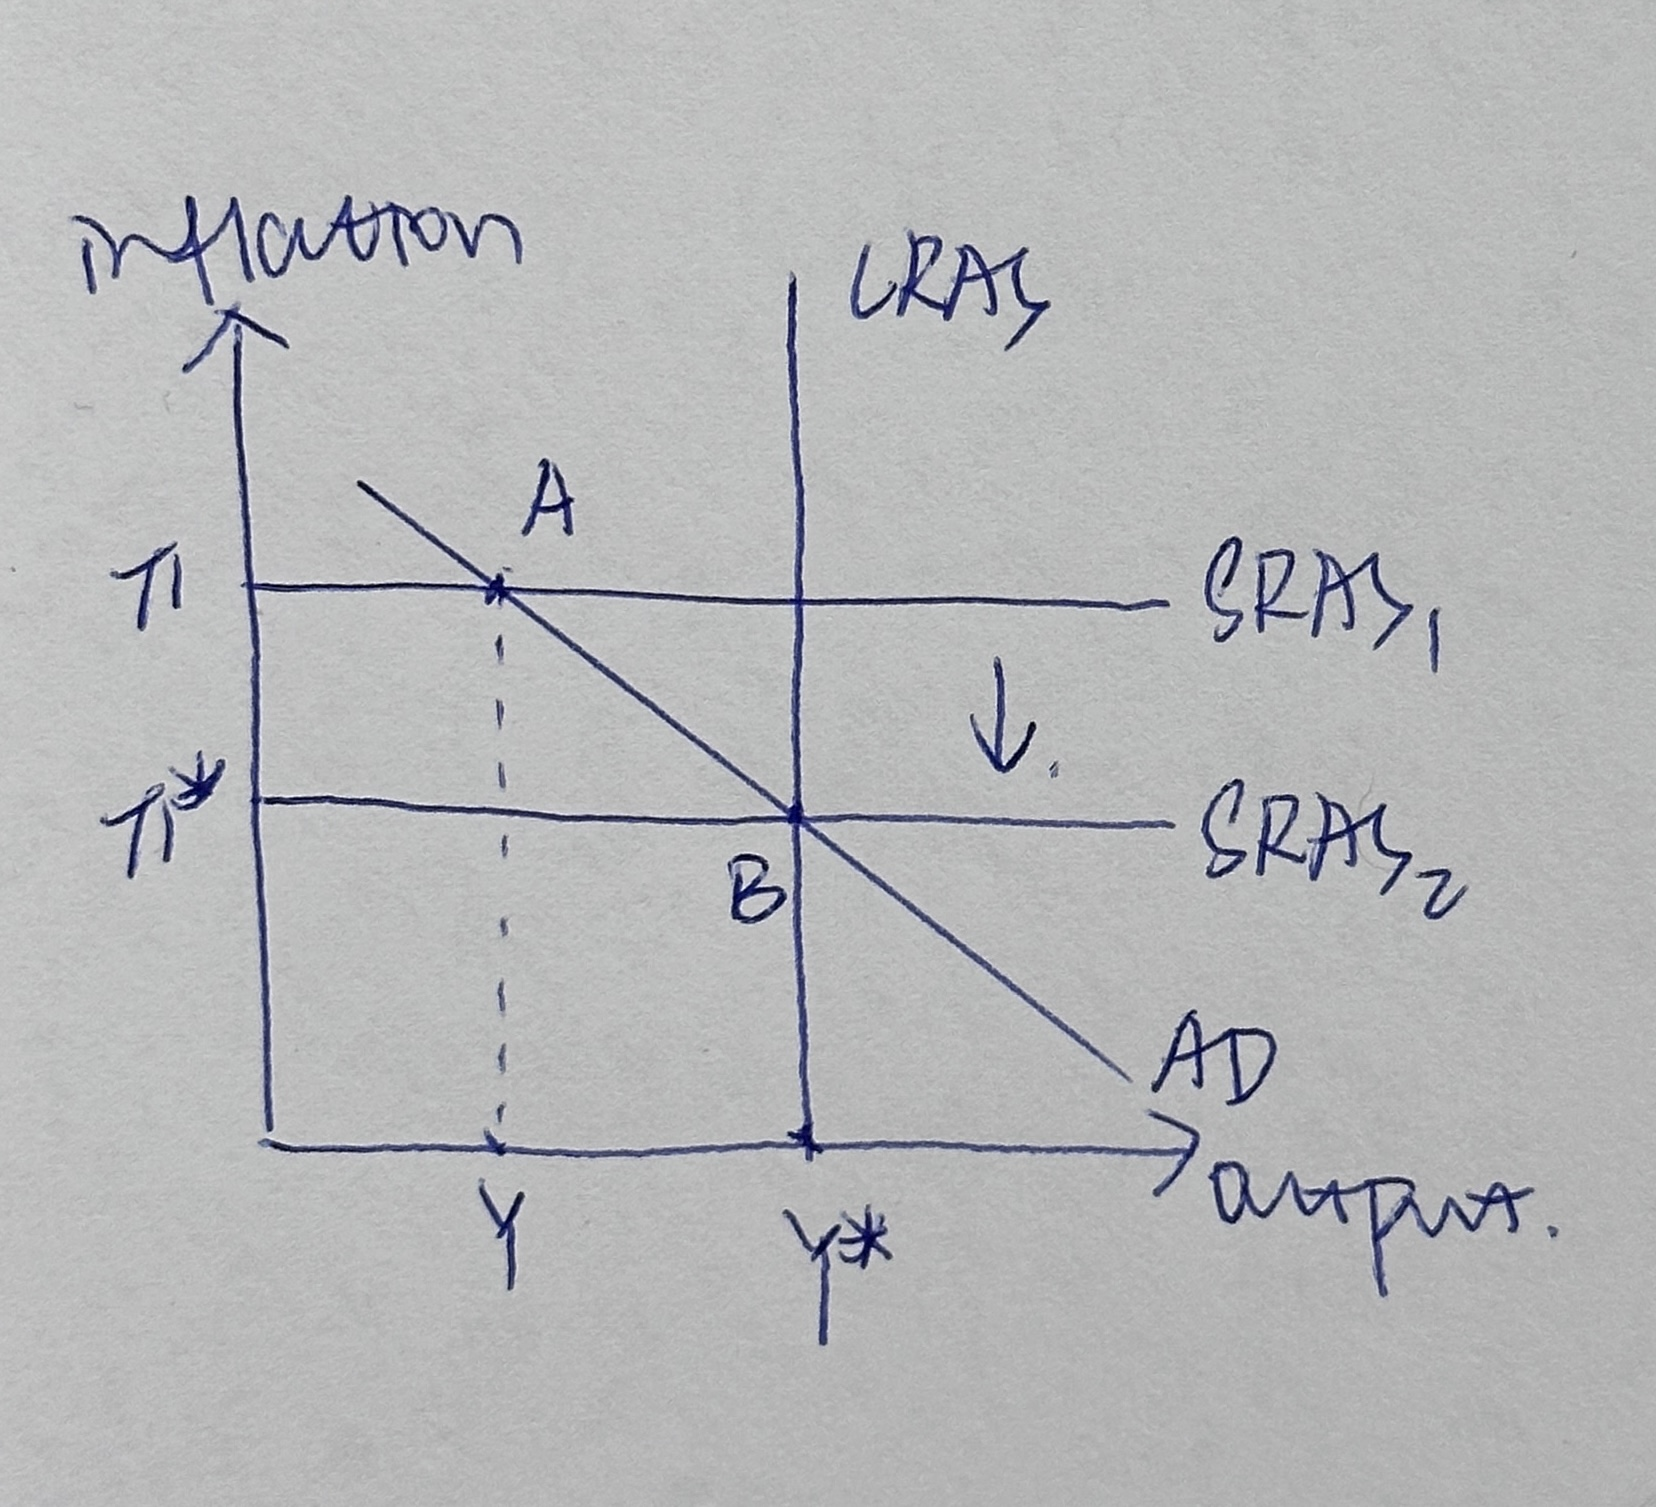 inflation
LRAS
A
π
SRAS₁
π*
SRAS₂
B
AD
output.
Y
Y*